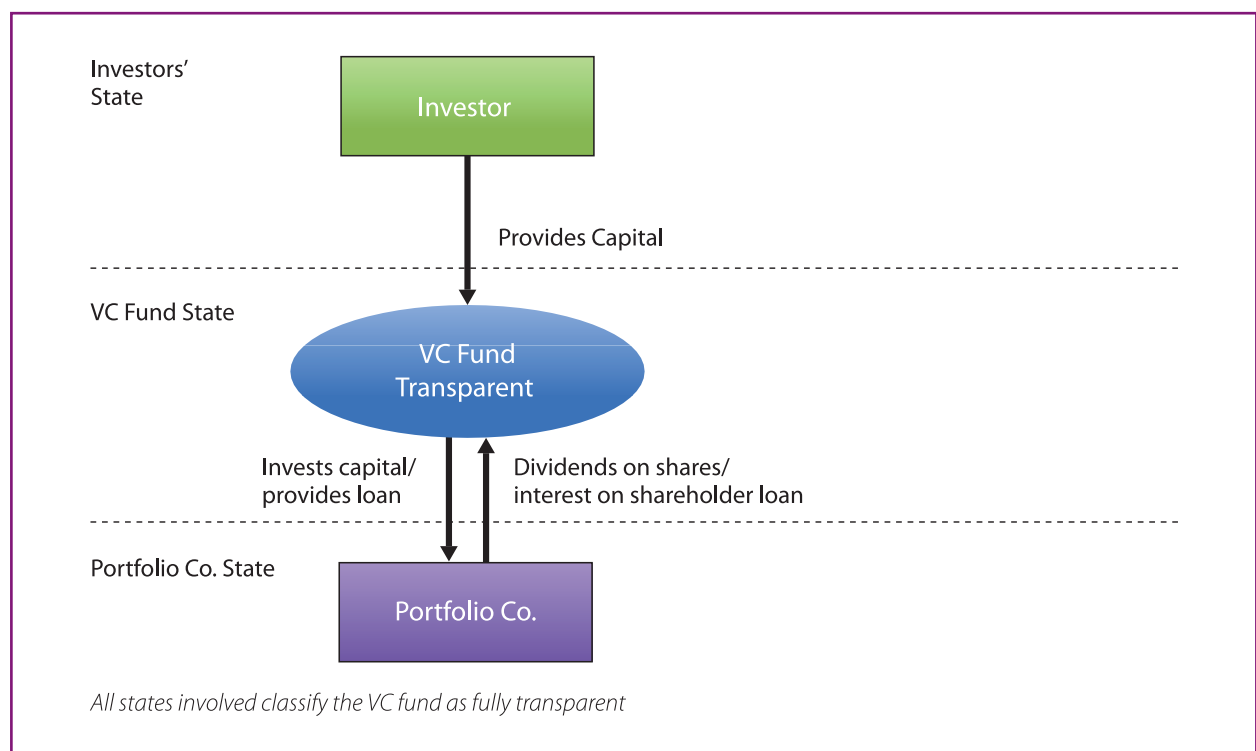 Investors’
State
Investor
Provides Capital
VC Fund State
VC Fund
Transparent
Invests capital/
provides loan
Dividends on shares/
interest on shareholder loan
Portfolio Co. State
Portfolio Co.
All states involved classify the VC fund as fully transparent